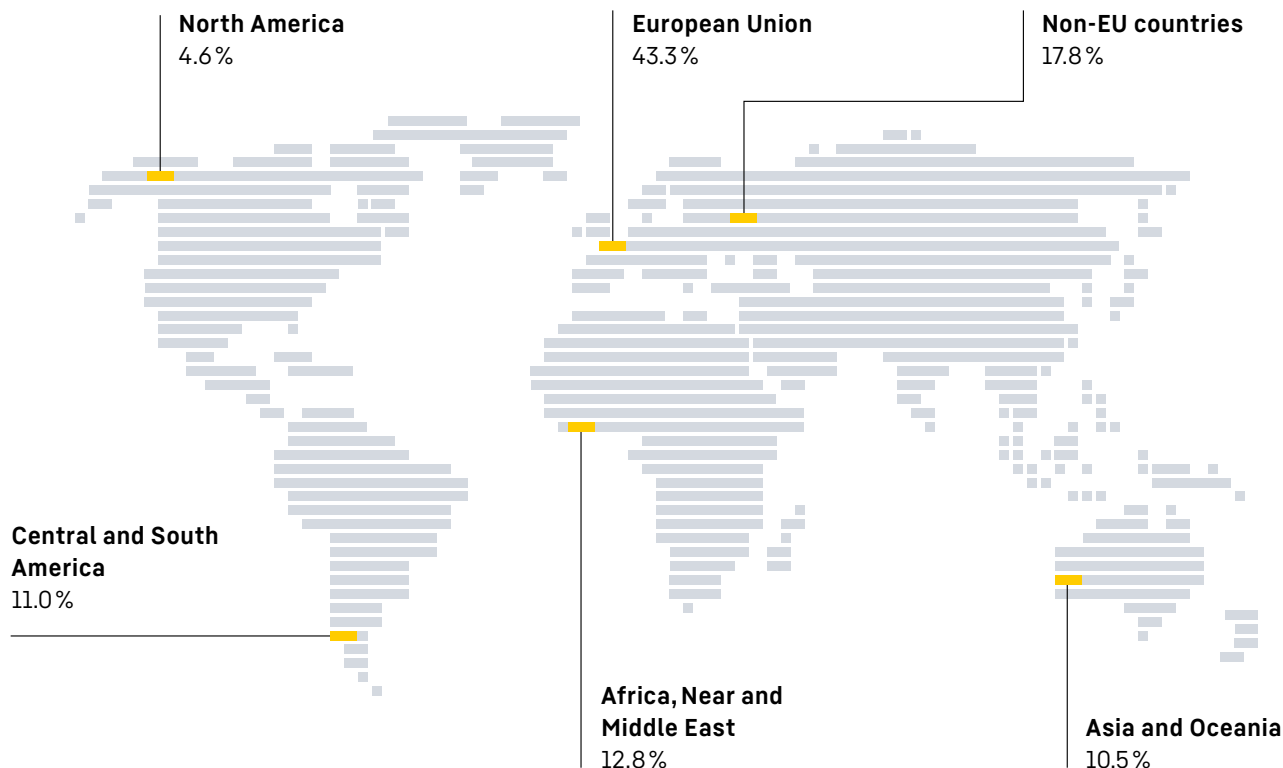 North America
4.6 %
European Union
43.3 %
Non-EU countries
17.8 %
Central and South
America
11.0 %
Africa, Near and
Middle East
12.8 %
Asia and Oceania
10.5 %